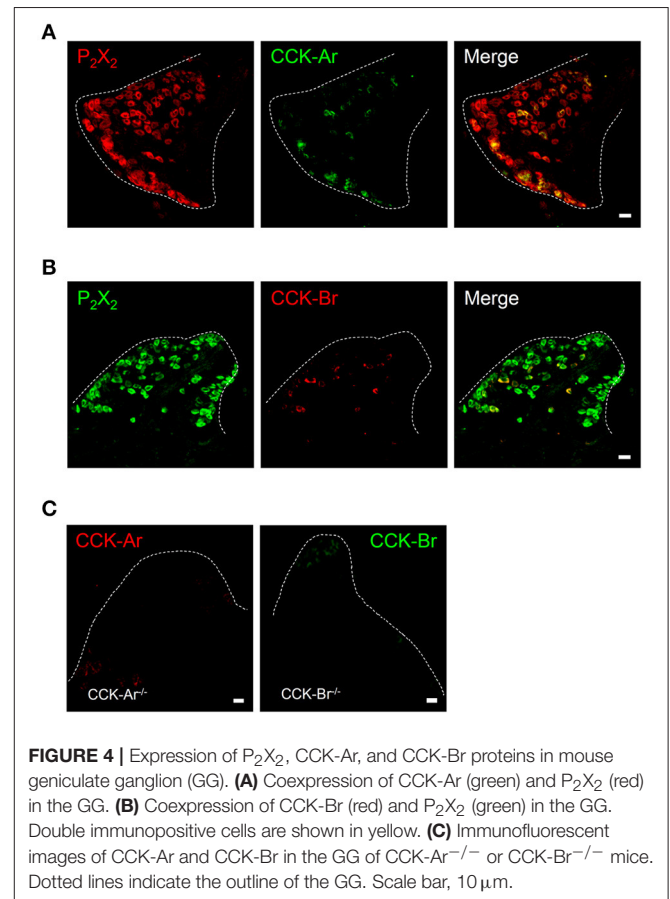 A
P₂X₂ CCK-Ar Merge
B
P₂X₂ CCK-Br Merge
C
CCK-Ar CCK-Br
CCK-Ar⁻/⁻ CCK-Br⁻/⁻
FIGURE 4 | Expression of P₂X₂, CCK-Ar, and CCK-Br proteins in mouse
geniculate ganglion (GG). (A) Coexpression of CCK-Ar (green) and P₂X₂ (red)
in the GG. (B) Coexpression of CCK-Br (red) and P₂X₂ (green) in the GG.
Double immunopositive cells are shown in yellow. (C) Immunofluorescent
images of CCK-Ar and CCK-Br in the GG of CCK-Ar⁻/⁻ or CCK-Br⁻/⁻ mice.
Dotted lines indicate the outline of the GG. Scale bar, 10 μm.